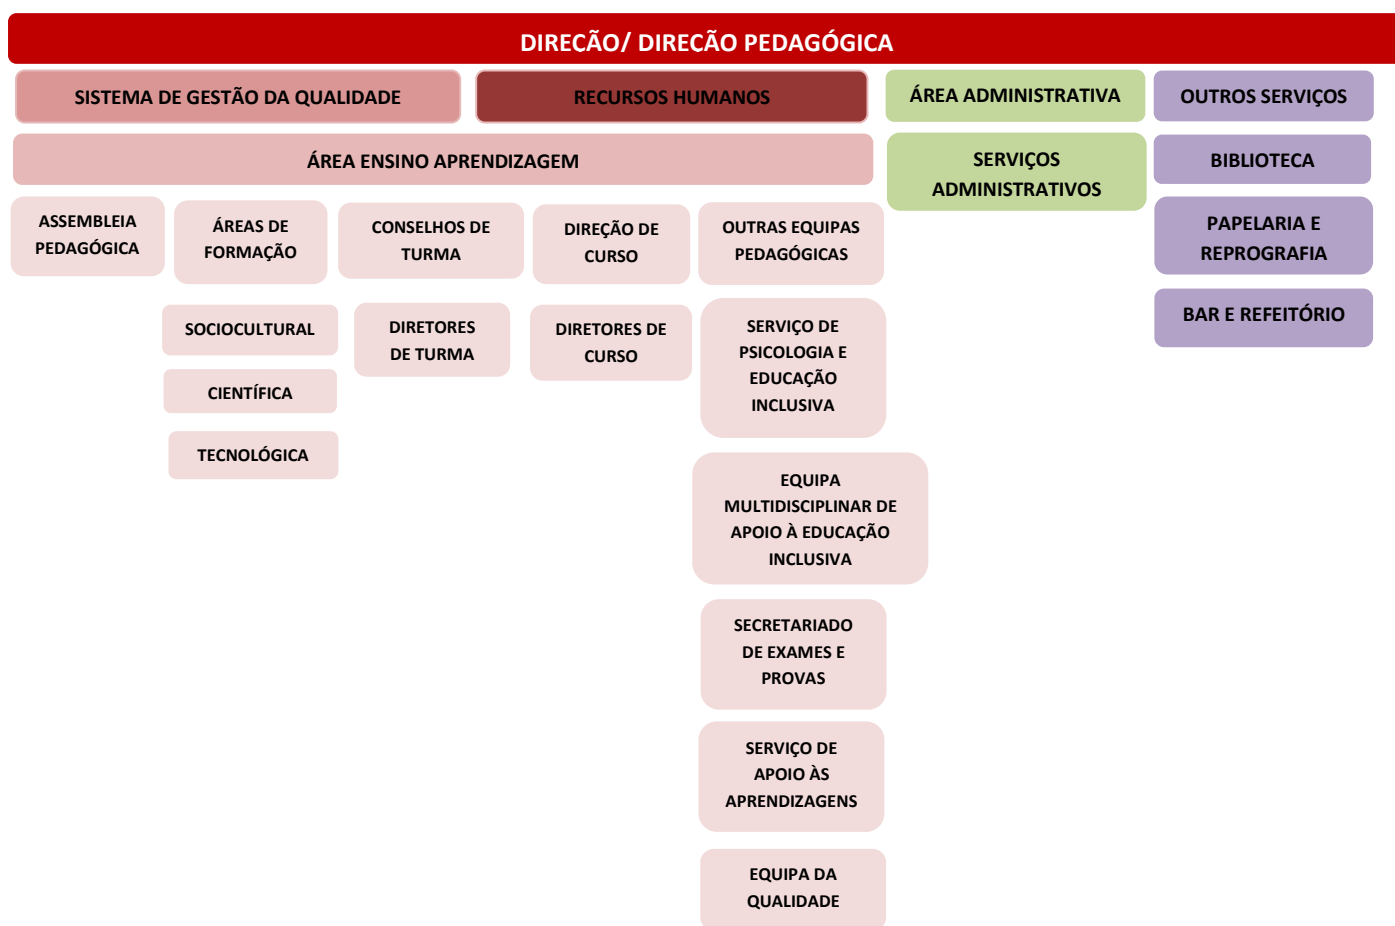 DIREÇÃO/ DIREÇÃO PEDAGÓGICA
SISTEMA DE GESTÃO DA QUALIDADE
RECURSOS HUMANOS
ÁREA ADMINISTRATIVA
OUTROS SERVIÇOS
ÁREA ENSINO APRENDIZAGEM
SERVIÇOS
ADMINISTRATIVOS
BIBLIOTECA
ASSEMBLEIA
PEDAGÓGICA
ÁREAS DE
FORMAÇÃO
CONSELHOS DE
TURMA
DIREÇÃO DE
CURSO
OUTRAS EQUIPAS
PEDAGÓGICAS
PAPELARIA E
REPROGRAFIA
SOCIOCULTURAL
DIRETORES
DE TURMA
DIRETORES DE
CURSO
SERVIÇO DE
PSICOLOGIA E
EDUCAÇÃO
INCLUSIVA
BAR E REFEITÓRIO
CIENTÍFICA
TECNOLÓGICA
EQUIPA
MULTIDISCIPLINAR DE
APOIO À EDUCAÇÃO
INCLUSIVA
SECRETARIADO
DE EXAMES E
PROVAS
SERVIÇO DE
APOIO ÀS
APRENDIZAGENS
EQUIPA DA
QUALIDADE